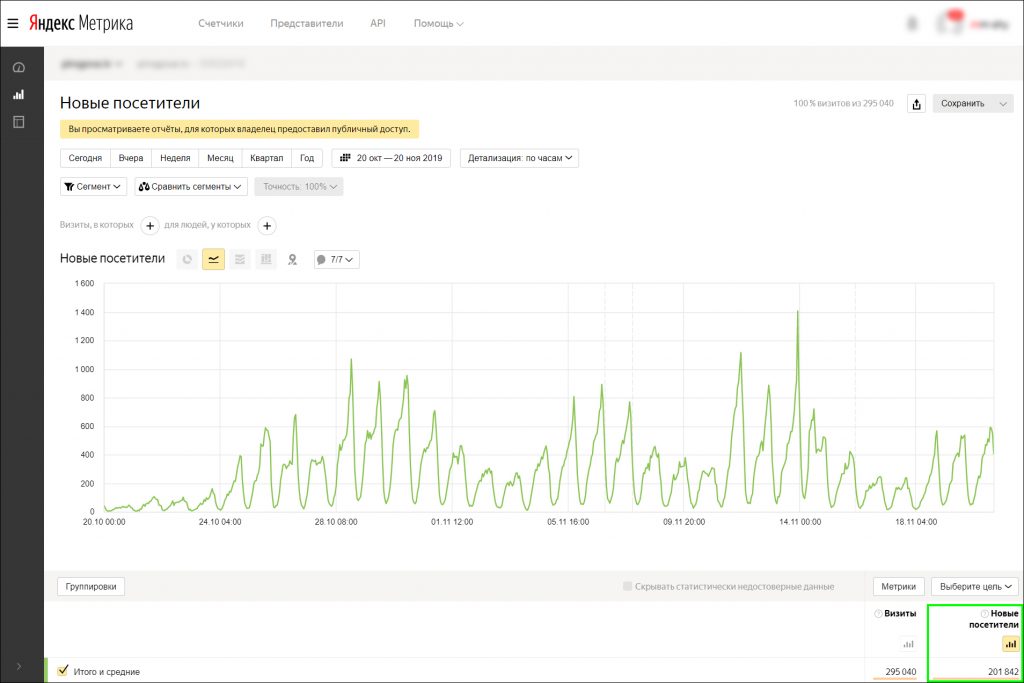 Яндекс Метрика Счетчики Представители API Помощь
Новые посетители 100 % визитов из 295 040 Сохранить
Вы просматриваете отчёты, для которых владелец предоставил публичный доступ.
Сегодня Вчера Неделя Месяц Квартал Год 20 окт — 20 ноя 2019 Детализация: по часам
Сегмент Сравнить сегменты Точность: 100%
Визиты, в которых + для людей, у которых +
Новые посетители 7/7
1 600
1 400
1 200
1 000
800
600
400
200
0
20.10 00:00 24.10 04:00 28.10 08:00 01.11 12:00 05.11 16:00 09.11 20:00 14.11 00:00 18.11 04:00
Группировки Скрывать статистически недостоверные данные Метрики Выберите цель
Визиты Новые
посетители
Итого и средние 295 040 201 842